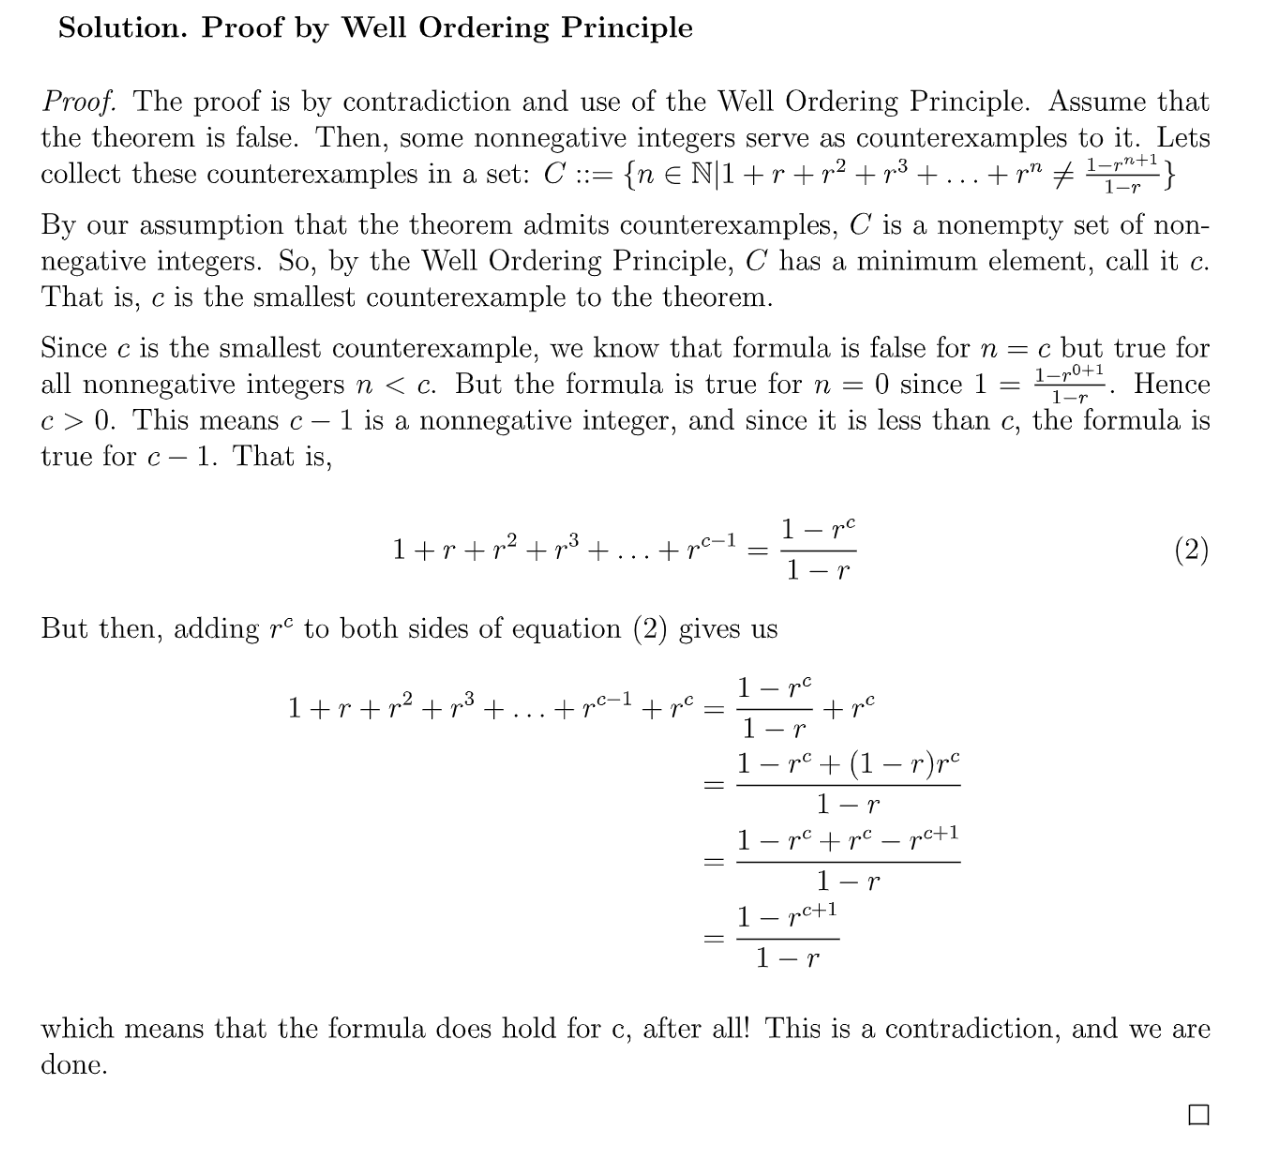 Solution. Proof by Well Ordering Principle
Proof. The proof is by contradiction and use of the Well Ordering Principle. Assume that
the theorem is false. Then, some nonnegative integers serve as counterexamples to it. Lets
collect these counterexamples in a set: $C ::= \{n \in \mathbb{N}|1 + r + r^2 + r^3 + \ldots + r^n \neq \frac{1-r^{n+1}}{1-r}\}$
By our assumption that the theorem admits counterexamples, $C$ is a nonempty set of non-
negative integers. So, by the Well Ordering Principle, $C$ has a minimum element, call it $c$.
That is, $c$ is the smallest counterexample to the theorem.
Since $c$ is the smallest counterexample, we know that formula is false for $n = c$ but true for
all nonnegative integers $n < c$. But the formula is true for $n = 0$ since $1 = \frac{1-r^{0+1}}{1-r}$. Hence
$c > 0$. This means $c - 1$ is a nonnegative integer, and since it is less than $c$, the formula is
true for $c - 1$. That is,
$1 + r + r^2 + r^3 + \ldots + r^{c-1} = \frac{1 - r^c}{1 - r}$ (2)
But then, adding $r^c$ to both sides of equation (2) gives us
$1 + r + r^2 + r^3 + \ldots + r^{c-1} + r^c = \frac{1 - r^c}{1 - r} + r^c$
$= \frac{1 - r^c + (1 - r)r^c}{1 - r}$
$= \frac{1 - r^c + r^c - r^{c+1}}{1 - r}$
$= \frac{1 - r^{c+1}}{1 - r}$
which means that the formula does hold for c, after all! This is a contradiction, and we are
done.
□